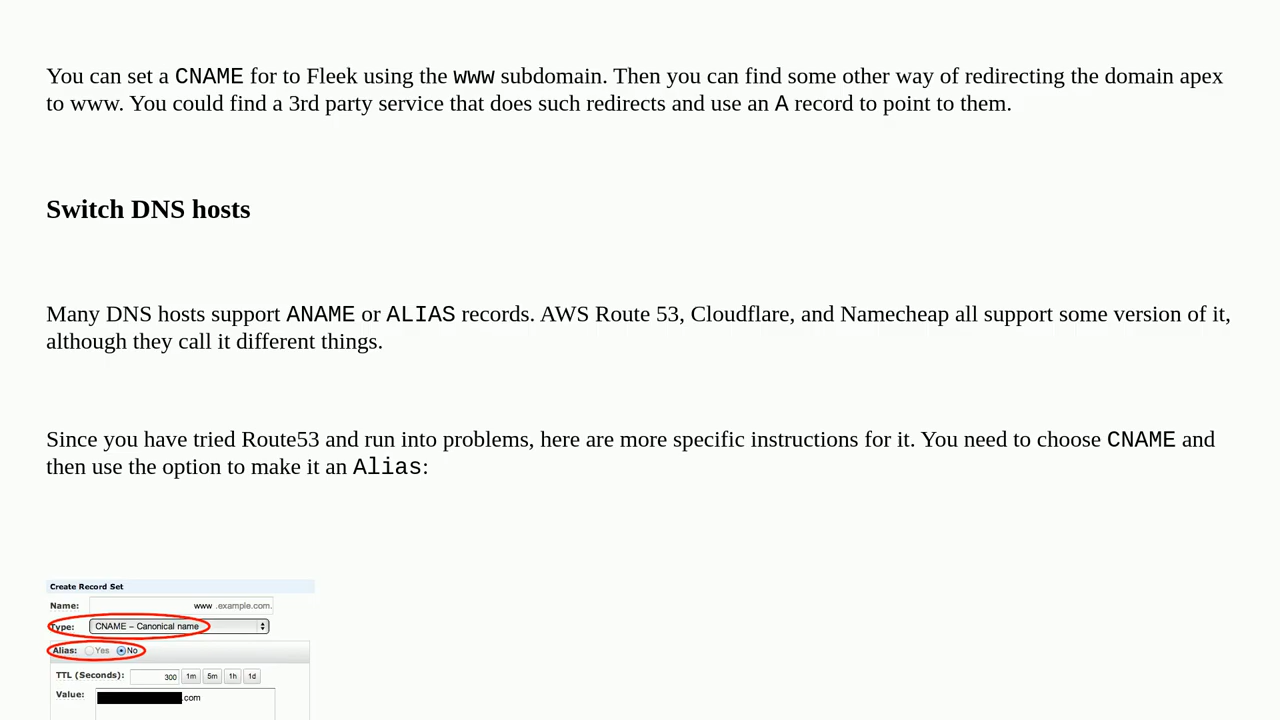 You can set a CNAME for to Fleek using the www subdomain. Then you can find some other way of redirecting the domain apex
to www. You could find a 3rd party service that does such redirects and use an A record to point to them.
Switch DNS hosts
Many DNS hosts support ANAME or ALIAS records. AWS Route 53, Cloudflare, and Namecheap all support some version of it,
although they call it different things.
Since you have tried Route53 and run into problems, here are more specific instructions for it. You need to choose CNAME and
then use the option to make it an Alias:
Create Record Set
Name: www .example.com.
Type: CNAME – Canonical name
Alias: Yes No
TTL (Seconds): 300 1m 5m 1h 1d
Value: .com